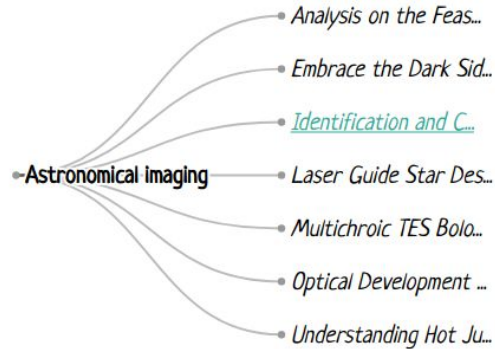 Analysis on the Feas...
Embrace the Dark Sid...
Identification and C...
Astronomical imaging
Laser Guide Star Des...
Multichroic TES Bolo...
Optical Development ...
Understanding Hot Ju...